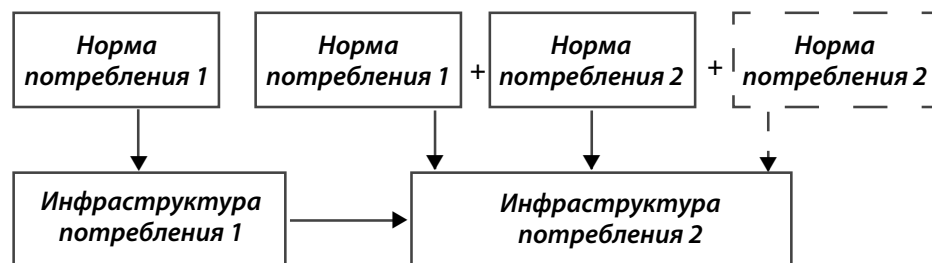 Норма
потребления 1
Норма
потребления 1
+
Норма
потребления 2
+
Норма
потребления 2
Инфраструктура
потребления 1
Инфраструктура
потребления 2